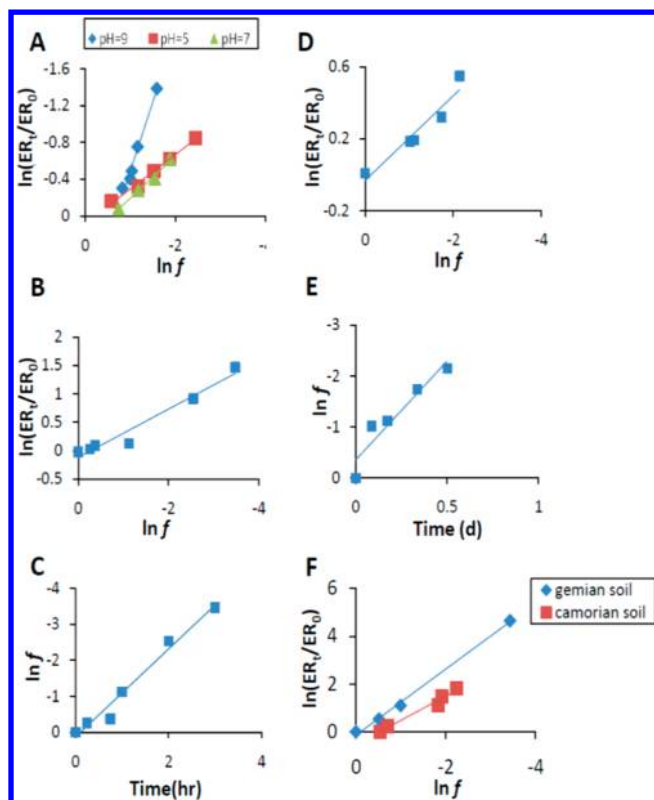 A
pH=9 pH=5 pH=7
ln(ERt/ER0)
-1.6
-1.2
-0.8
-0.4
0
0 -2 -4
ln f
D
ln(ERt/ER0)
0.6
0.2
-0.2
0 -2 -4
ln f
B
ln(ERt/ER0)
2
1.5
1
0.5
0
-0.5
0 -2 -4
ln f
E
ln f
-3
-2
-1
0
0 0.5 1
Time (d)
C
ln f
-4
-3
-2
-1
0
0 2 4
Time(hr)
F
gemian soil
camorian soil
ln(ERt/ER0)
6
4
2
0
0 -2 -4
ln f